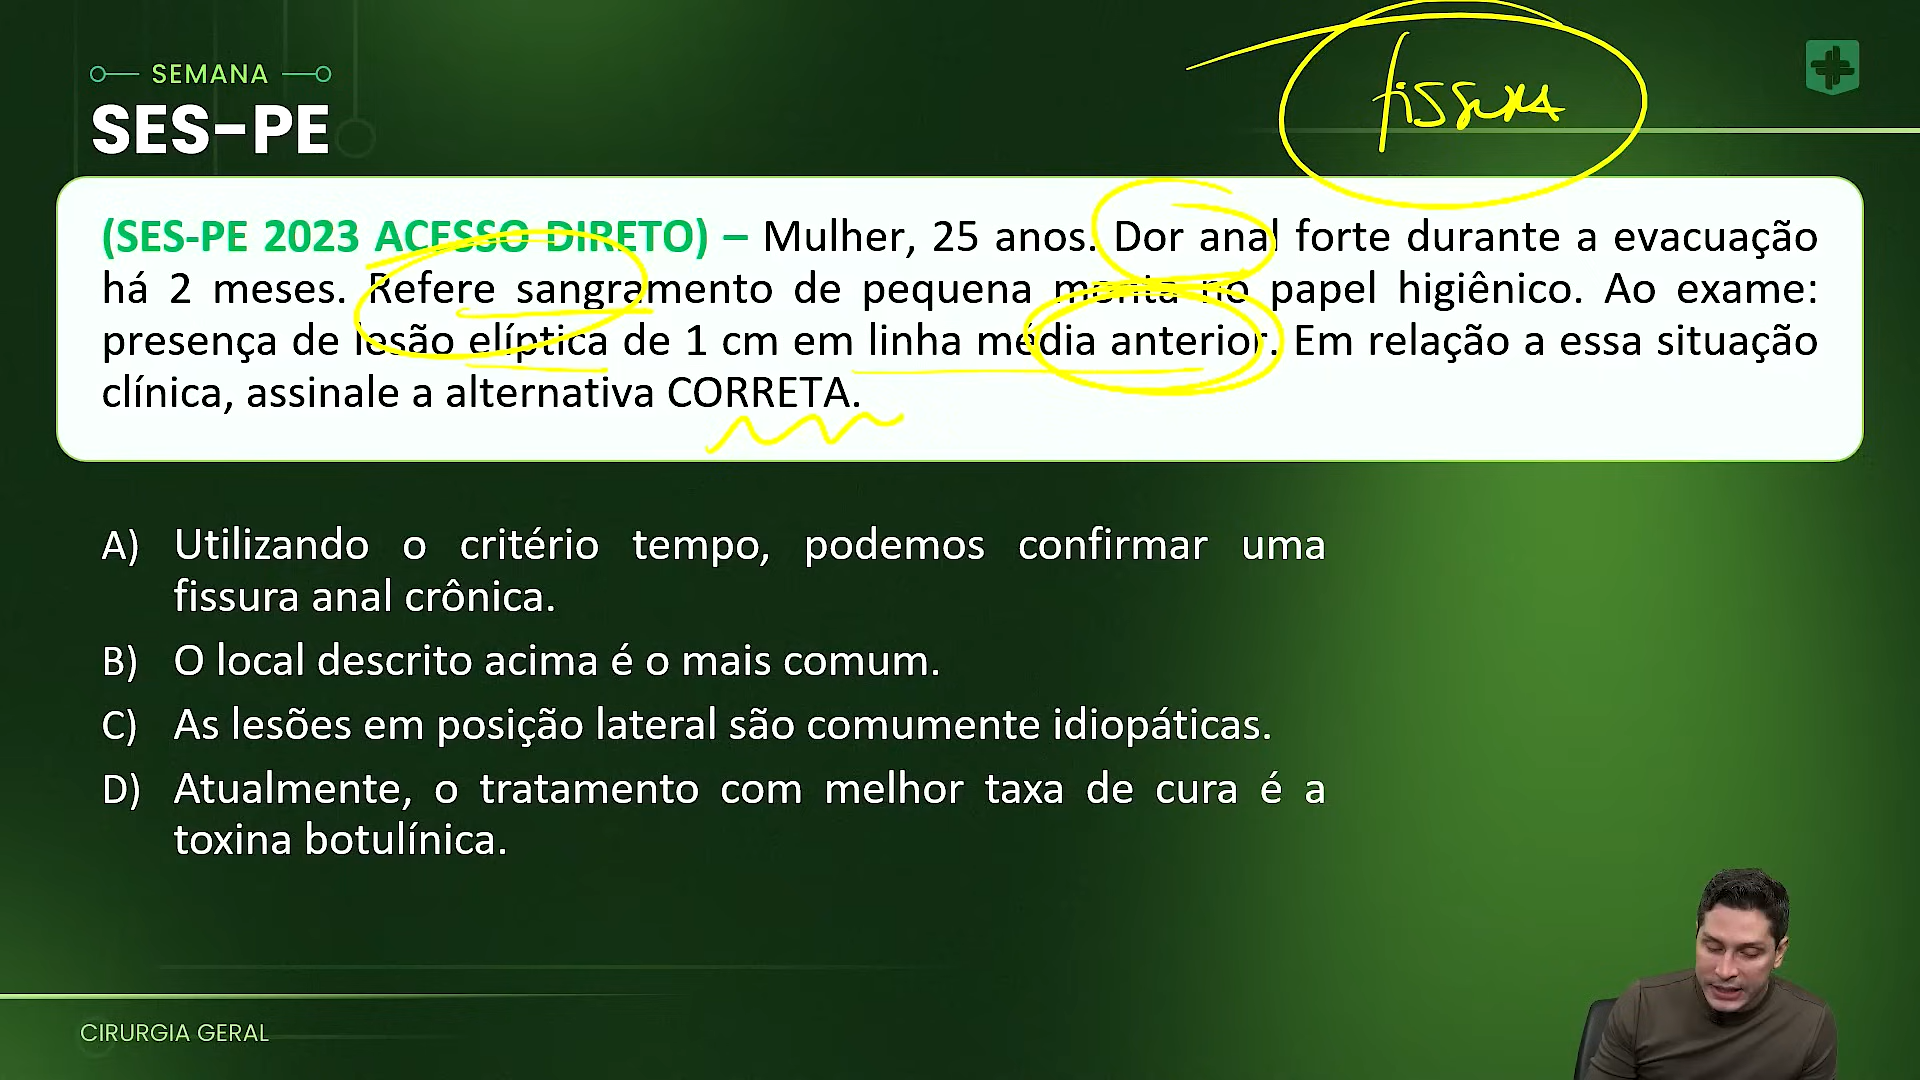 SEMANA
SES-PE
fissura
(SES-PE 2023 ACESSO DIRETO) – Mulher, 25 anos. Dor anal forte durante a evacuação
há 2 meses. Refere sangramento de pequena monta no papel higiênico. Ao exame:
presença de lesão elíptica de 1 cm em linha média anterior. Em relação a essa situação
clínica, assinale a alternativa CORRETA.
A) Utilizando o critério tempo, podemos confirmar uma
fissura anal crônica.
B) O local descrito acima é o mais comum.
C) As lesões em posição lateral são comumente idiopáticas.
D) Atualmente, o tratamento com melhor taxa de cura é a
toxina botulínica.
CIRURGIA GERAL